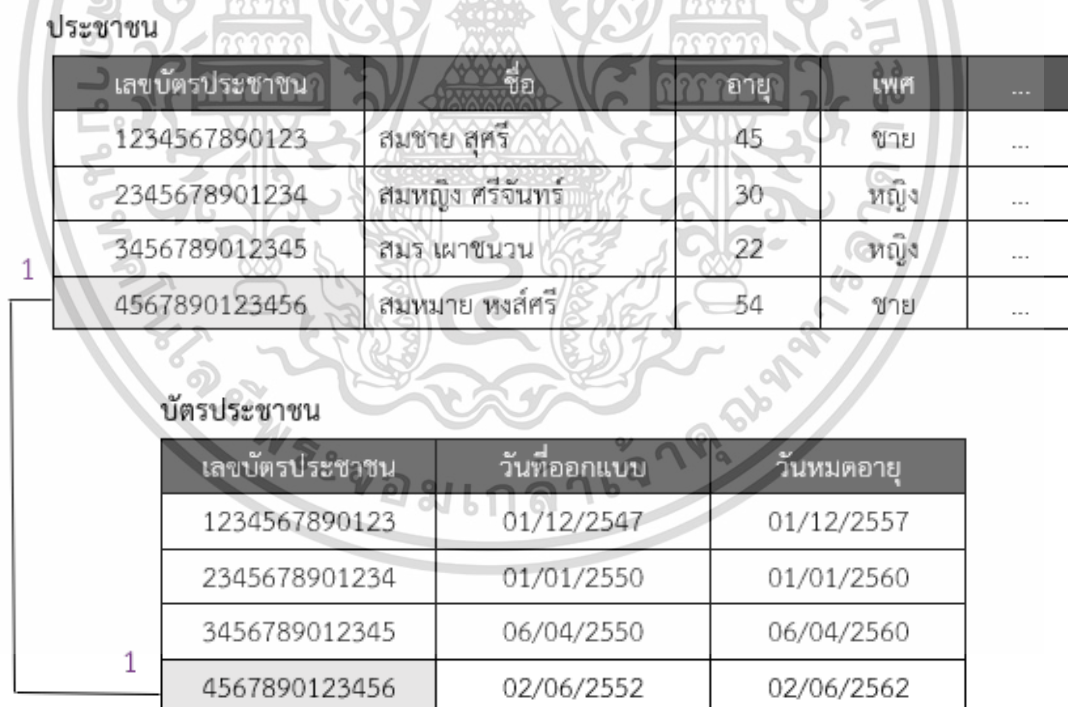 ประชาชน
เลขบัตรประชาชน ชื่อ อายุ เพศ ...
1234567890123 สมชาย สุศรี 45 ชาย ...
2345678901234 สมหญิง ศรีจันทร์ 30 หญิง ...
3456789012345 สมร เผาชนวน 22 หญิง ...
1
4567890123456 สมหมาย หงส์ศรี 54 ชาย ...
บัตรประชาชน
เลขบัตรประชาชน วันที่ออกแบบ วันหมดอายุ
1234567890123 01/12/2547 01/12/2557
2345678901234 01/01/2550 01/01/2560
3456789012345 06/04/2550 06/04/2560
1
4567890123456 02/06/2552 02/06/2562